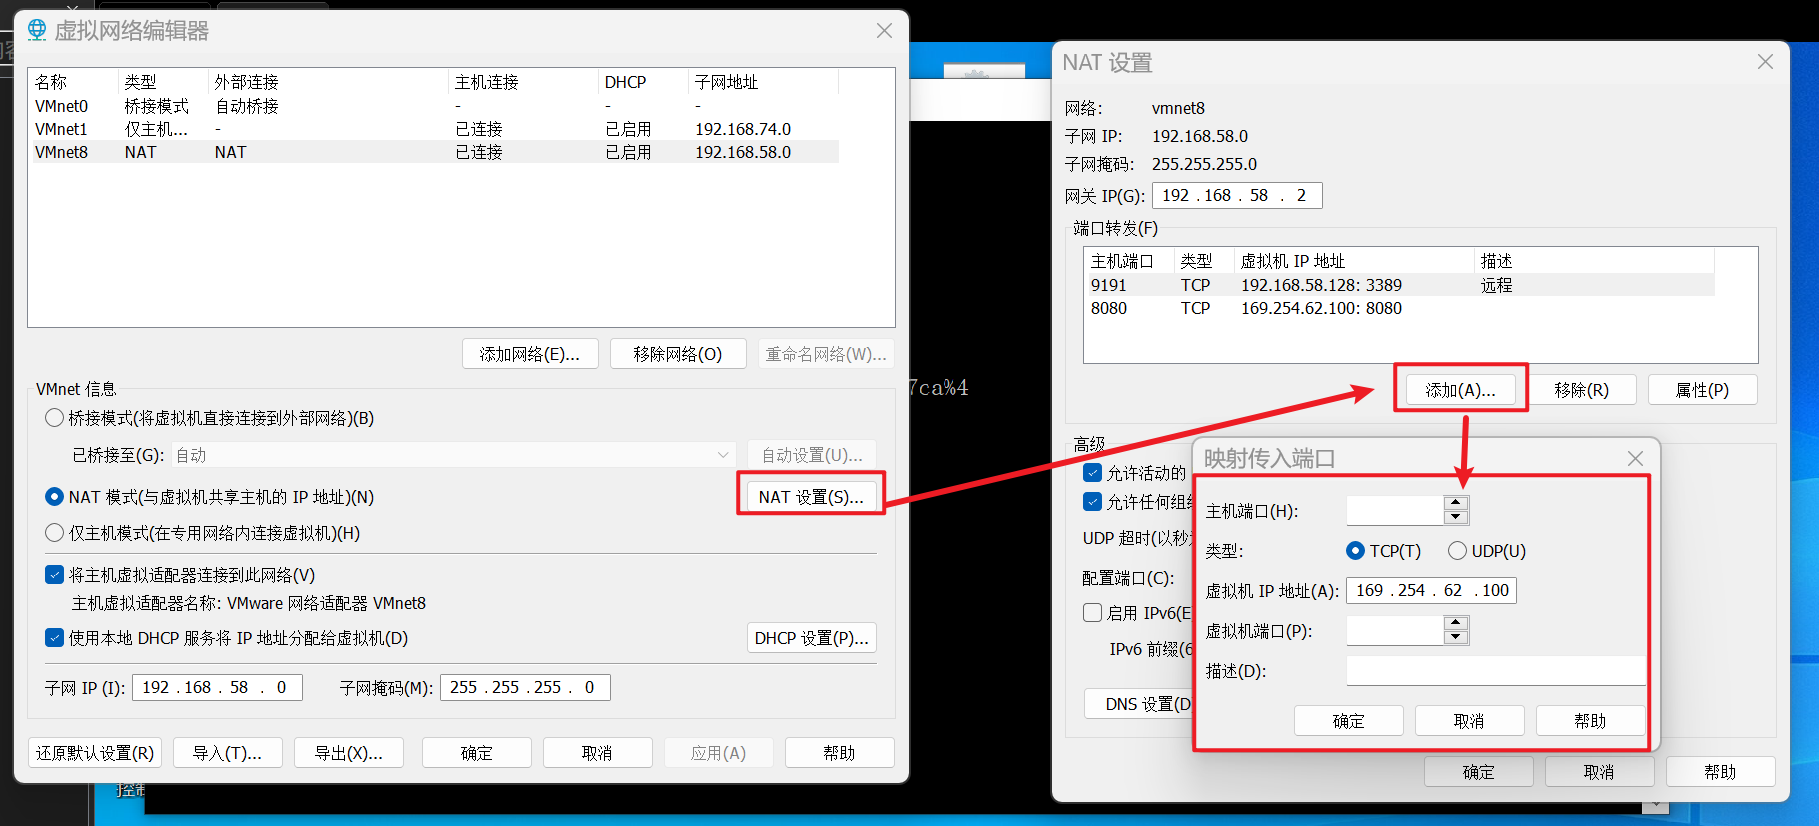 虚拟网络编辑器
名称 类型 外部连接 主机连接 DHCP 子网地址
VMnet0 桥接模式 自动桥接 - - -
VMnet1 仅主机... - 已连接 已启用 192.168.74.0
VMnet8 NAT NAT 已连接 已启用 192.168.58.0
添加网络(E)... 移除网络(O) 重命名网络(W)...
VMnet 信息
桥接模式(将虚拟机直接连接到外部网络)(B)
已桥接至(G): 自动 自动设置(U)...
NAT 模式(与虚拟机共享主机的 IP 地址)(N) NAT 设置(S)...
仅主机模式(在专用网络内连接虚拟机)(H)
将主机虚拟适配器连接到此网络(V)
主机虚拟适配器名称: VMware 网络适配器 VMnet8
使用本地 DHCP 服务将 IP 地址分配给虚拟机(D) DHCP 设置(P)...
子网 IP (I): 192 . 168 . 58 . 0 子网掩码(M): 255 . 255 . 255 . 0
还原默认设置(R) 导入(T)... 导出(X)... 确定 取消 应用(A) 帮助
7ca%4
NAT 设置
网络: vmnet8
子网 IP: 192.168.58.0
子网掩码: 255.255.255.0
网关 IP(G): 192 . 168 . 58 . 2
端口转发(F)
主机端口 类型 虚拟机 IP 地址 描述
9191 TCP 192.168.58.128: 3389 远程
8080 TCP 169.254.62.100: 8080
添加(A)... 移除(R) 属性(P)
高级
允许活动的
允许任何组
UDP 超时(以秒
配置端口(C):
启用 IPv6(E
IPv6 前缀(6
DNS 设置(D
确定 取消 帮助
映射传入端口
主机端口(H):
类型: TCP(T) UDP(U)
虚拟机 IP 地址(A): 169 . 254 . 62 . 100
虚拟机端口(P):
描述(D):
确定 取消 帮助